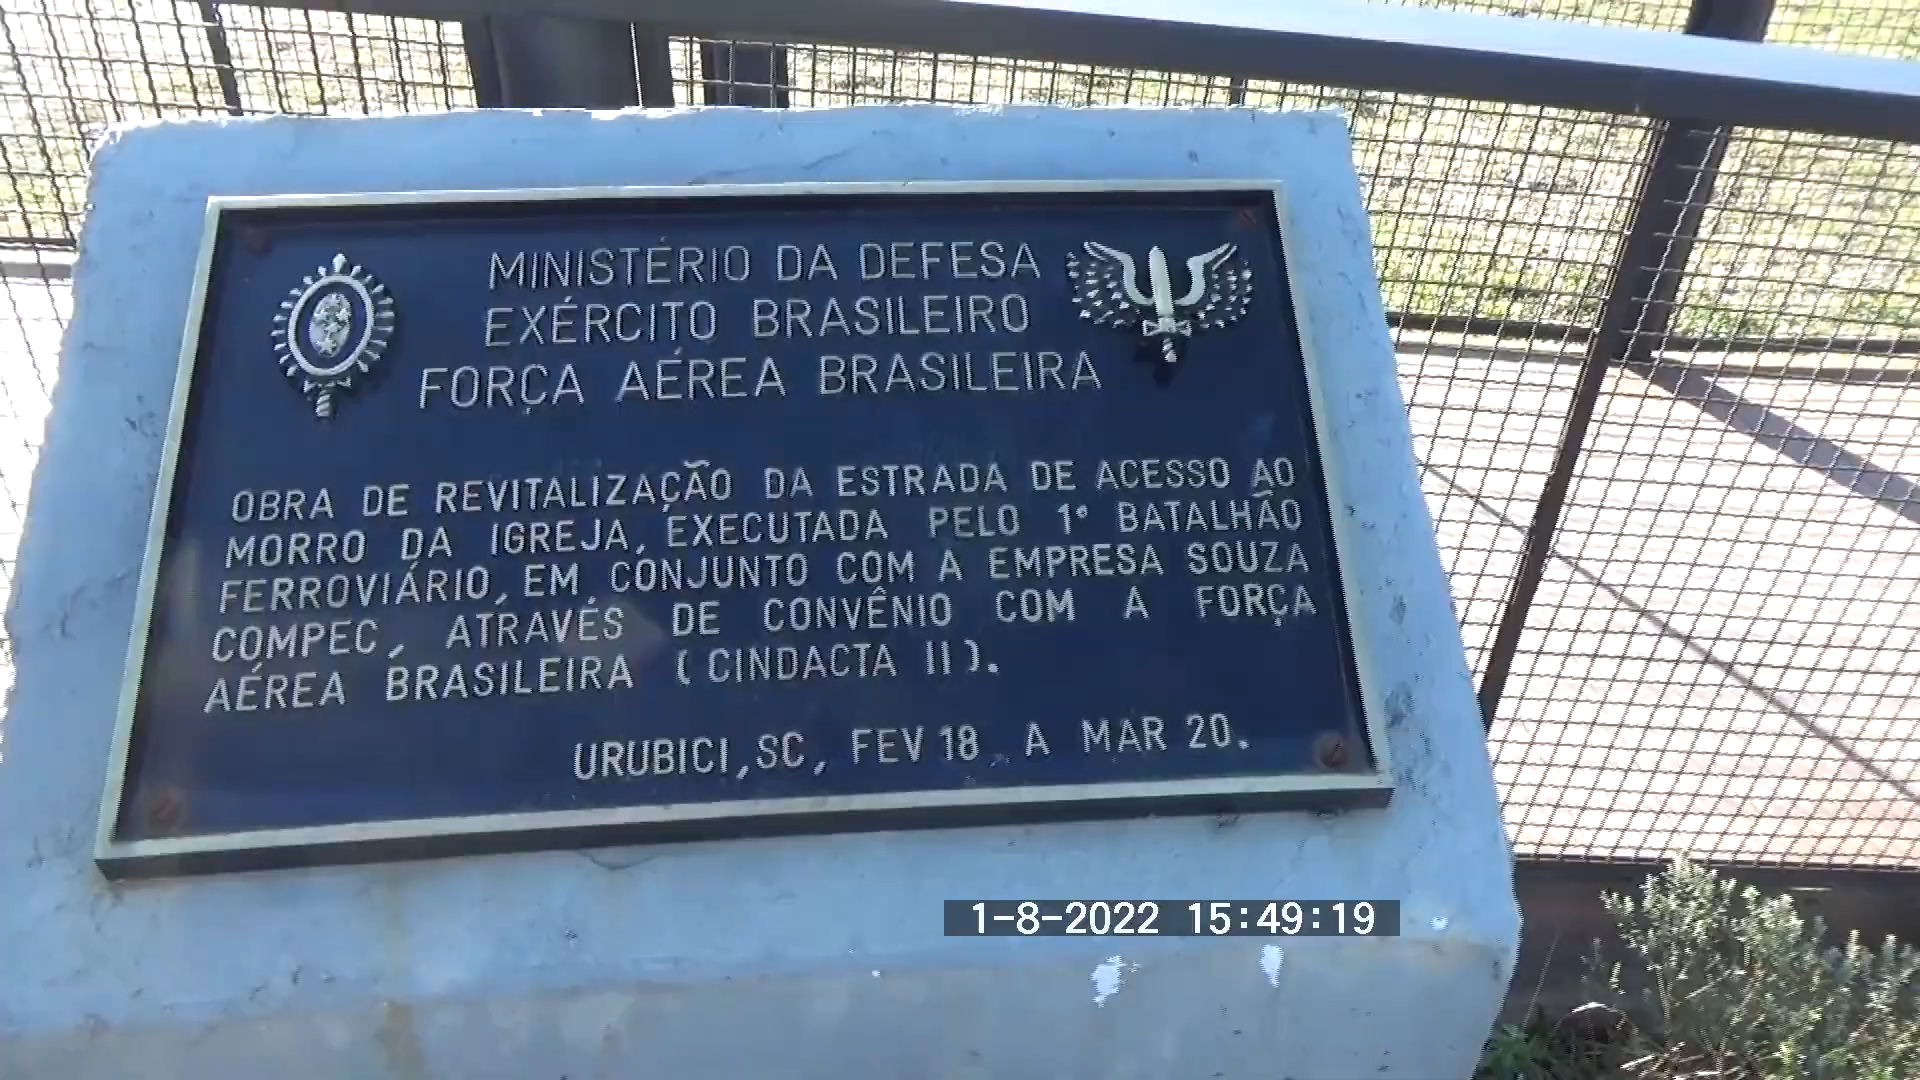 MINISTÉRIO DA DEFESA
EXÉRCITO BRASILEIRO
FORÇA AÉREA BRASILEIRA
OBRA DE REVITALIZAÇÃO DA ESTRADA DE ACESSO AO
MORRO DA IGREJA, EXECUTADA PELO 1º BATALHÃO
FERROVIÁRIO, EM CONJUNTO COM A EMPRESA SOUZA
COMPEC, ATRAVÉS DE CONVÊNIO COM A FORÇA
AÉREA BRASILEIRA (CINDACTA II).
URUBICI, SC, FEV 18 A MAR 20.
1-8-2022 15:49:19